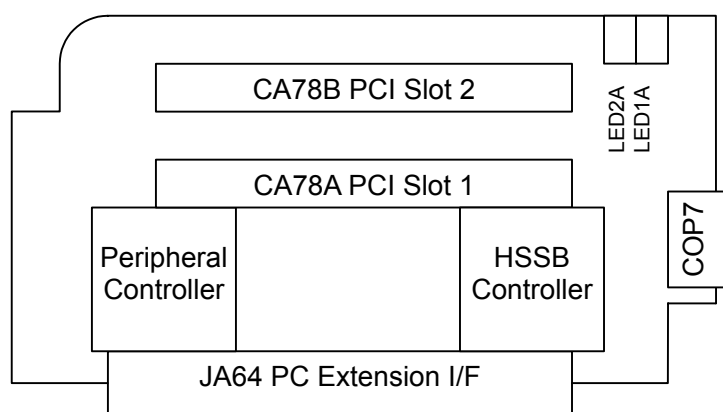 CA78B PCI Slot 2
LED2A
LED1A
CA78A PCI Slot 1
COP7
Peripheral
Controller
HSSB
Controller
JA64 PC Extension I/F